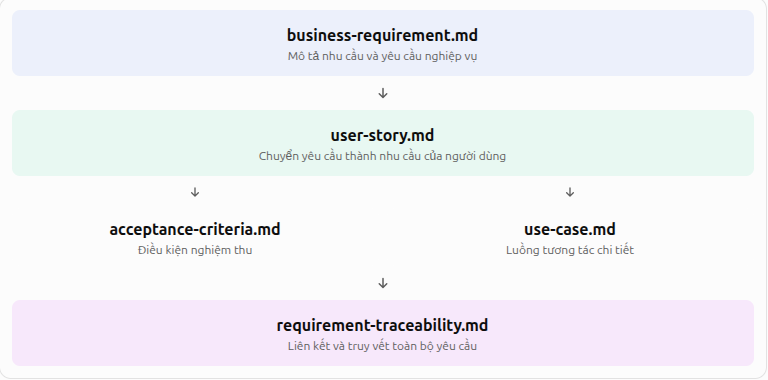 business-requirement.md
Mô tả nhu cầu và yêu cầu nghiệp vụ
↓
user-story.md
Chuyển yêu cầu thành nhu cầu của người dùng
↓ ↓
acceptance-criteria.md
Điều kiện nghiệm thu
use-case.md
Luồng tương tác chi tiết
↓
requirement-traceability.md
Liên kết và truy vết toàn bộ yêu cầu